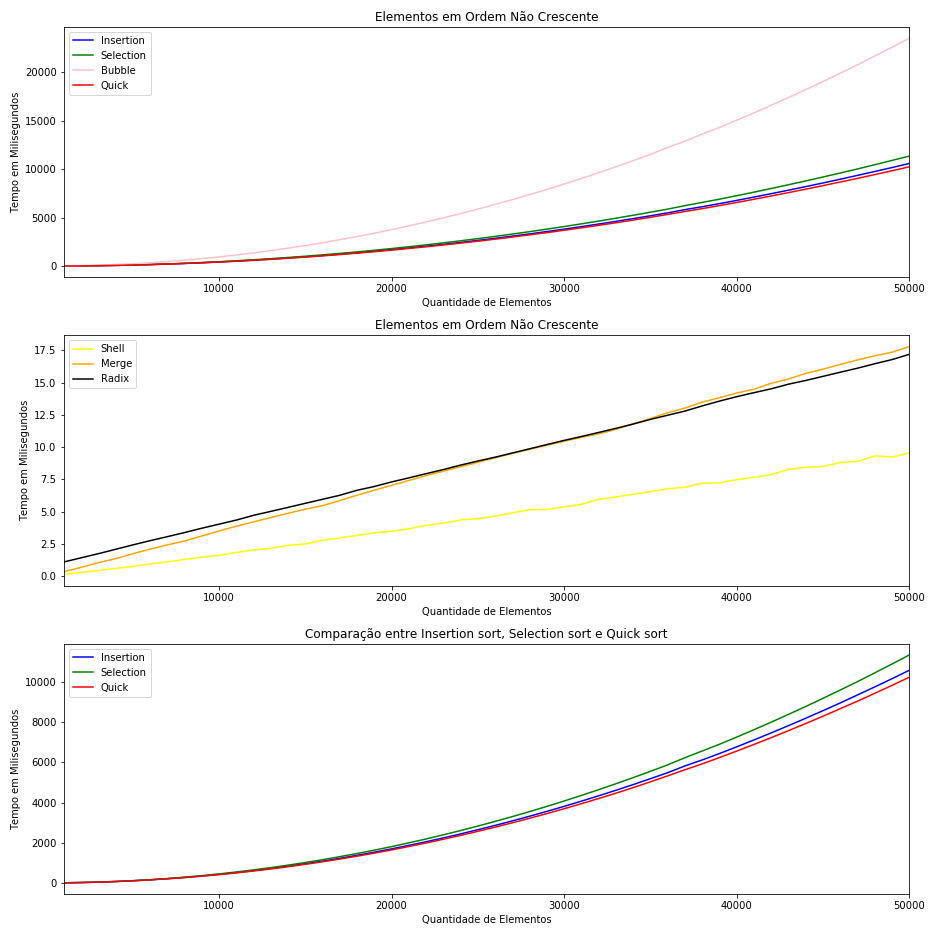 Elementos em Ordem Não Crescente
Insertion
Selection
Bubble
Quick
Tempo em Milisegundos
20000
15000
10000
5000
0
10000 20000 30000 40000 50000
Quantidade de Elementos
Elementos em Ordem Não Crescente
Shell
Merge
Radix
Tempo em Milisegundos
17.5
15.0
12.5
10.0
7.5
5.0
2.5
0.0
10000 20000 30000 40000 50000
Quantidade de Elementos
Comparação entre Insertion sort, Selection sort e Quick sort
Insertion
Selection
Quick
Tempo em Milisegundos
10000
8000
6000
4000
2000
0
10000 20000 30000 40000 50000
Quantidade de Elementos